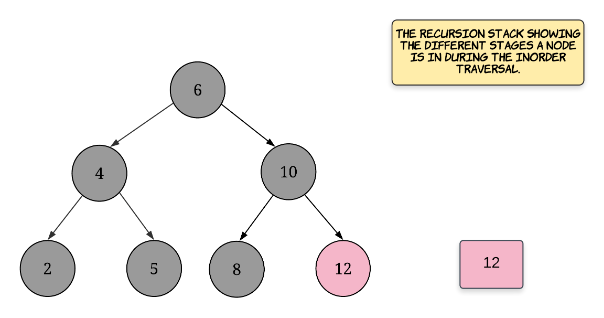 THE RECURSION STACK SHOWING
THE DIFFERENT STAGES A NODE
IS IN DURING THE INORDER
TRAVERSAL.
6
4
10
2
5
8
12
12